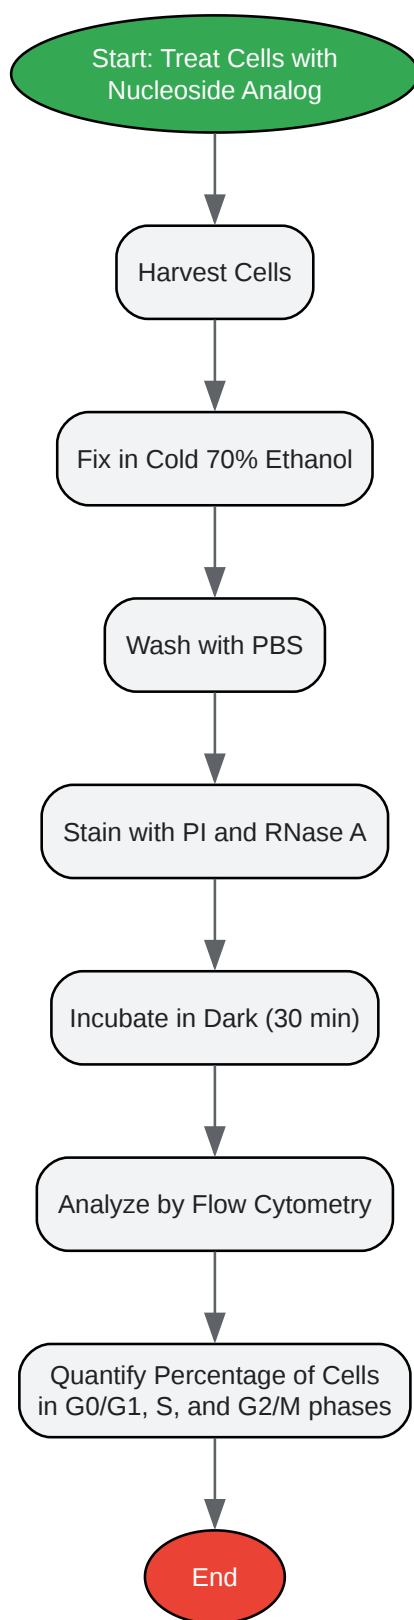 Start: Treat Cells with
Nucleoside Analog
Harvest Cells
Fix in Cold 70% Ethanol
Wash with PBS
Stain with PI and RNase A
Incubate in Dark (30 min)
Analyze by Flow Cytometry
Quantify Percentage of Cells
in G0/G1, S, and G2/M phases
End